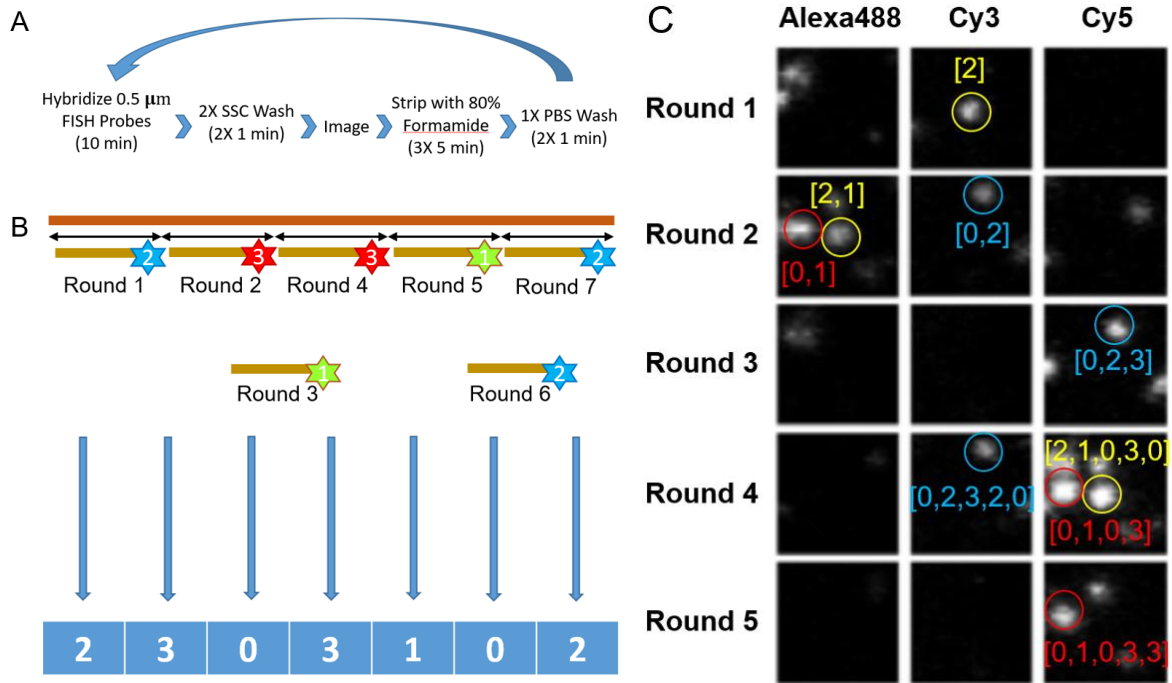 A
Hybridize 0.5 μm
FISH Probes
(10 min)
2X SSC Wash
(2X 1 min)
Image
Strip with 80%
Formamide
(3X 5 min)
1X PBS Wash
(2X 1 min)
B
2
3
3
1
2
Round 1
Round 2
Round 4
Round 5
Round 7
1
2
Round 3
Round 6
2 3 0 3 1 0 2
C
Alexa488 Cy3 Cy5
Round 1
[2]
Round 2
[2,1]
[0,1]
[0,2]
Round 3
[0,2,3]
Round 4
[0,2,3,2,0]
[2,1,0,3,0]
[0,1,0,3]
Round 5
[0,1,0,3,3]